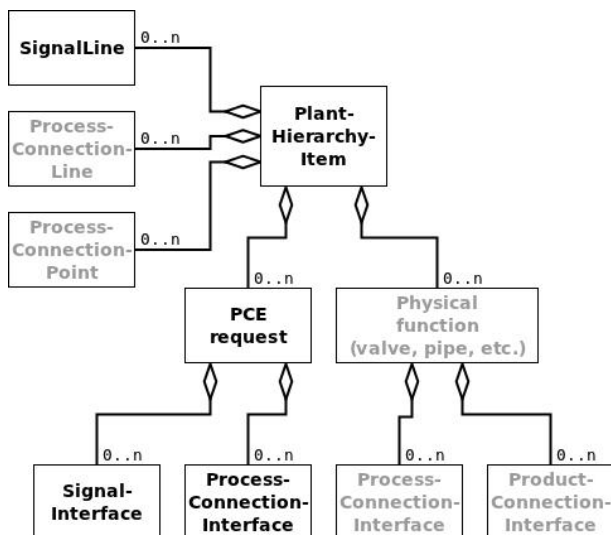 SignalLine
0..n
Process-
Connection-
Line
0..n
Process-
Connection-
Point
0..n
Plant-
Hierarchy-
Item
0..n
0..n
PCE
request
Physical
function
(valve, pipe, etc.)
0..n
0..n
0..n
0..n
Signal-
Interface
Process-
Connection-
Interface
Process-
Connection-
Interface
Product-
Connection-
Interface